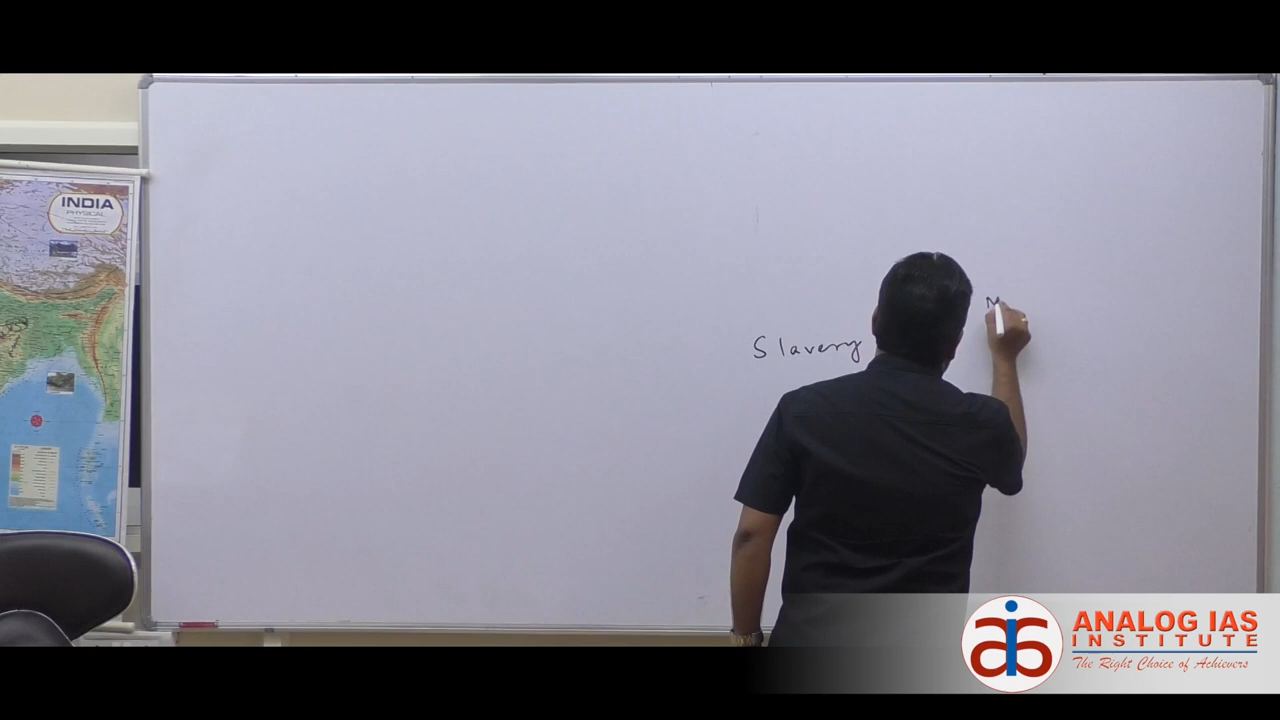 INDIA
PHYSICAL
Slavery
ANALOG IAS
INSTITUTE
The Right Choice of Achievers